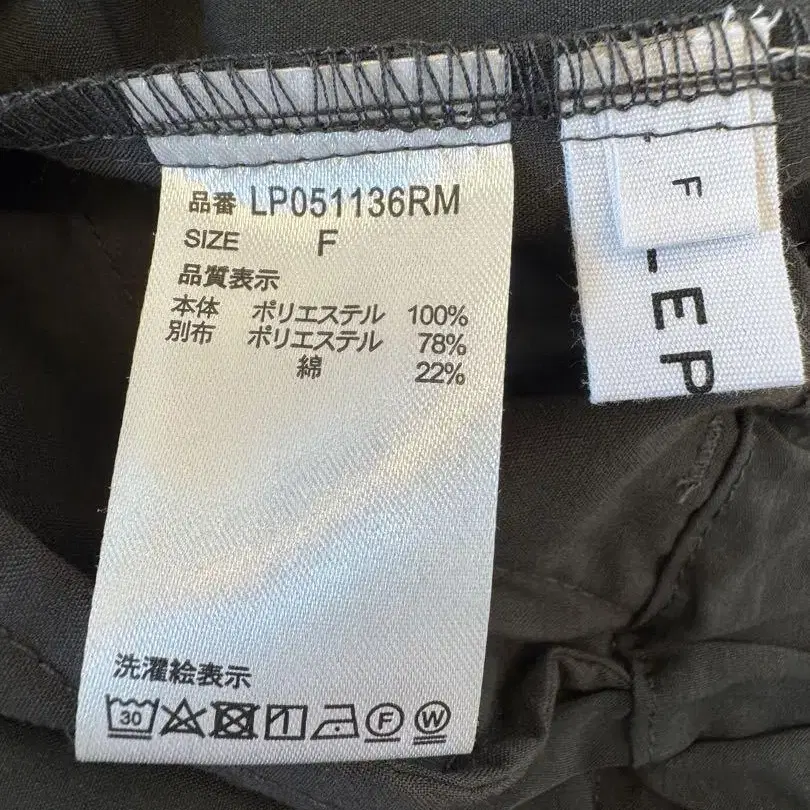 品番 LP051136RM
SIZE F
品質表示
本体 ポリエステル 100%
別布 ポリエステル 78%
綿 22%
洗濯絵表示
30
F
W
F
LEP